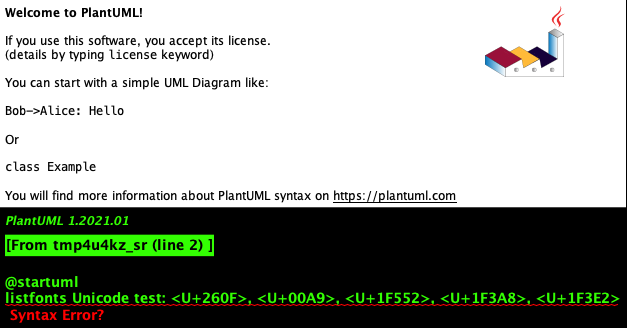 Welcome to PlantUML!
If you use this software, you accept its license.
(details by typing license keyword)
You can start with a simple UML Diagram like:
Bob->Alice: Hello
Or
class Example
You will find more information about PlantUML syntax on https://plantuml.com
PlantUML 1.2021.01
[From tmp4u4kz_sr (line 2) ]
@startuml
listfonts Unicode test: <U+260F>, <U+00A9>, <U+1F552>, <U+1F3A8>, <U+1F3E2>
Syntax Error?